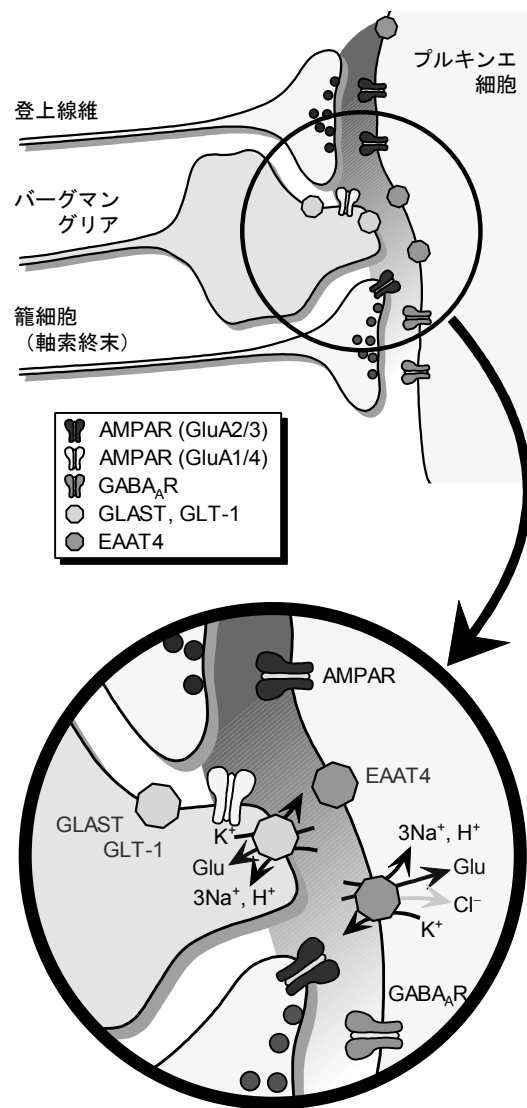 プルキンエ
細胞
登上線維
バーグマン
グリア
籠細胞
（軸索終末）
AMPAR (GluA2/3)
AMPAR (GluA1/4)
GABAAR
GLAST, GLT-1
EAAT4
AMPAR
EAAT4
GLAST
GLT-1
K+
Glu
3Na+, H+
3Na+, H+
Glu
Cl−
K+
GABAAR